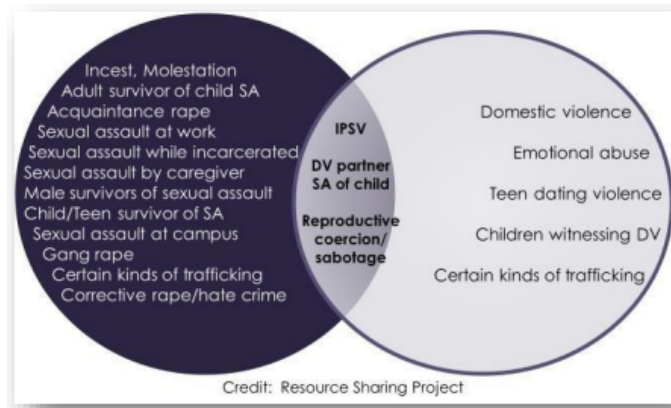 Incest, Molestation
Adult survivor of child SA
Acquaintance rape
Sexual assault at work
Sexual assault while incarcerated
Sexual assault by caregiver
Male survivors of sexual assault
Child/Teen survivor of SA
Sexual assault at campus
Gang rape
Certain kinds of trafficking
Corrective rape/hate crime
IPSV
DV partner
SA of child
Reproductive
coercion/
sabotage
Domestic violence
Emotional abuse
Teen dating violence
Children witnessing DV
Certain kinds of trafficking
Credit: Resource Sharing Project